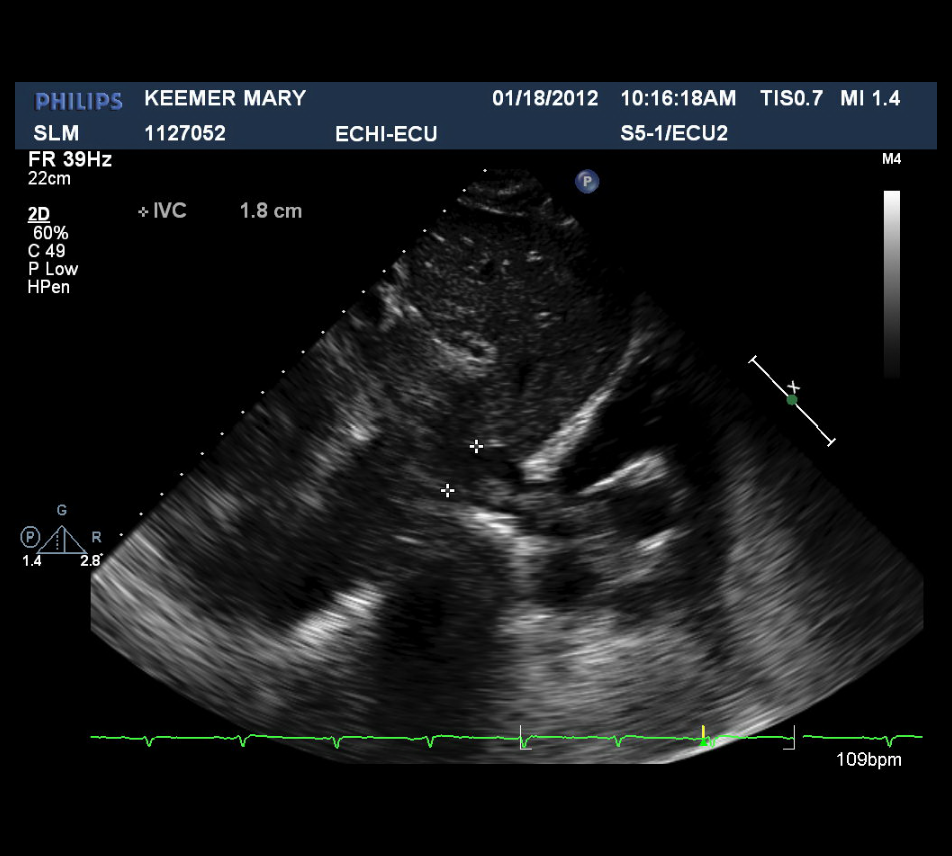 PHILIPS KEEMER MARY 01/18/2012 10:16:18AM TIS0.7 MI 1.4
SLM 1127052 ECHI-ECU S5-1/ECU2
FR 39Hz M4
22cm
P
IVC 1.8 cm
2D
60%
C 49
P Low
HPen
X
G
P R
1.4 2.8
109bpm